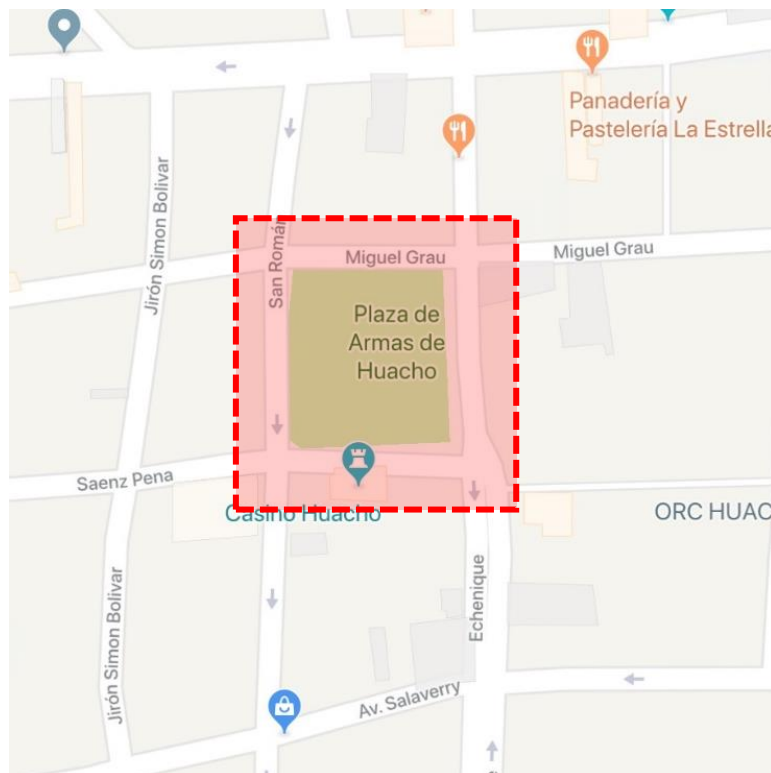 Panadería y
Pastelería La Estrella
Jirón Simon Bolivar
San Román
Miguel Grau
Miguel Grau
Plaza de
Armas de
Huacho
Saenz Pena
Casino Huacho
ORC HUAC
Jirón Simon Bolivar
Echenique
Av. Salaverry